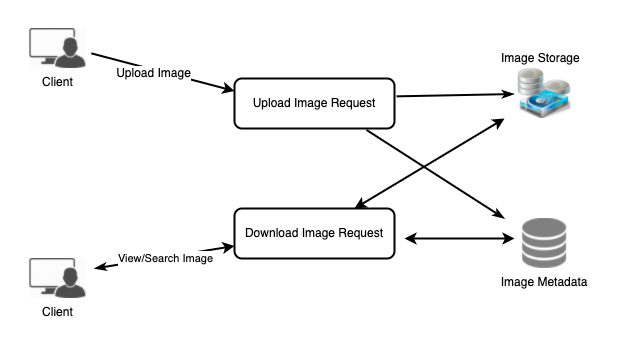 Image Storage
Client
Upload Image
Upload Image Request
Download Image Request
View/Search Image
Image Metadata
Client